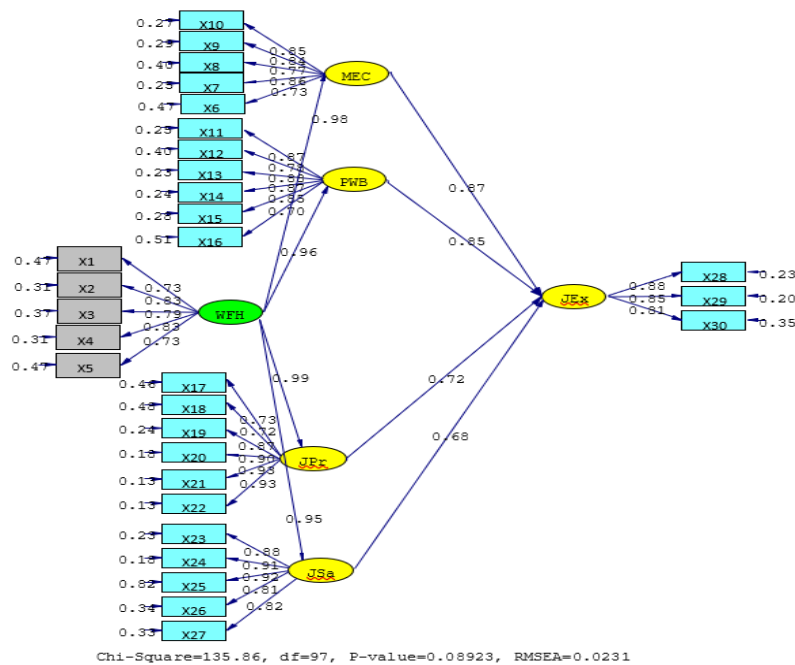 0.27 X10
0.29 X9
0.40 X8
0.25 X7
0.47 X6
0.85
0.84
0.77
0.86
0.73
MEC
0.98
0.25 X11
0.40 X12
0.23 X13
0.24 X14
0.28 X15
0.51 X16
0.87
0.85
0.70
PWB
0.96
0.87
0.85
0.47 X1
0.31 X2
0.37 X3
0.31 X4
0.47 X5
0.73
0.83
0.79
0.83
0.73
WFH
JEx
0.88
0.85
0.81
X28 0.23
X29 0.20
X30 0.35
0.99
0.72
0.68
0.46 X17
0.48 X18
0.24 X19
0.13 X20
0.13 X21
0.13 X22
0.73
0.72
0.87
0.90
0.93
0.93
JPr
0.95
0.23 X23
0.18 X24
0.82 X25
0.34 X26
0.33 X27
0.88
0.91
0.92
0.81
0.82
JSa
Chi-Square=135.86, df=97, P-value=0.08923, RMSEA=0.0231